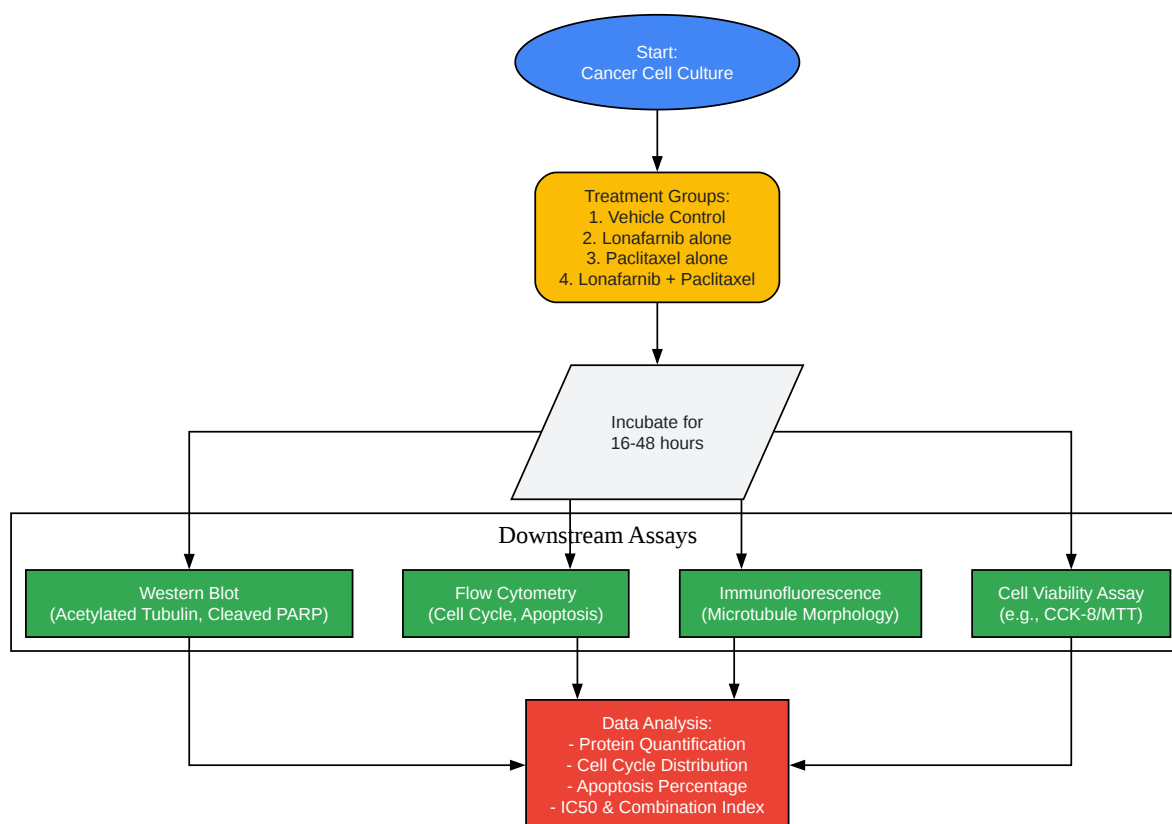 Start:
Cancer Cell Culture
Treatment Groups:
1. Vehicle Control
2. Lonafarnib alone
3. Paclitaxel alone
4. Lonafarnib + Paclitaxel
Incubate for
16-48 hours
Downstream Assays
Western Blot
(Acetylated Tubulin, Cleaved PARP)
Flow Cytometry
(Cell Cycle, Apoptosis)
Immunofluorescence
(Microtubule Morphology)
Cell Viability Assay
(e.g., CCK-8/MTT)
Data Analysis:
- Protein Quantification
- Cell Cycle Distribution
- Apoptosis Percentage
- IC50 & Combination Index